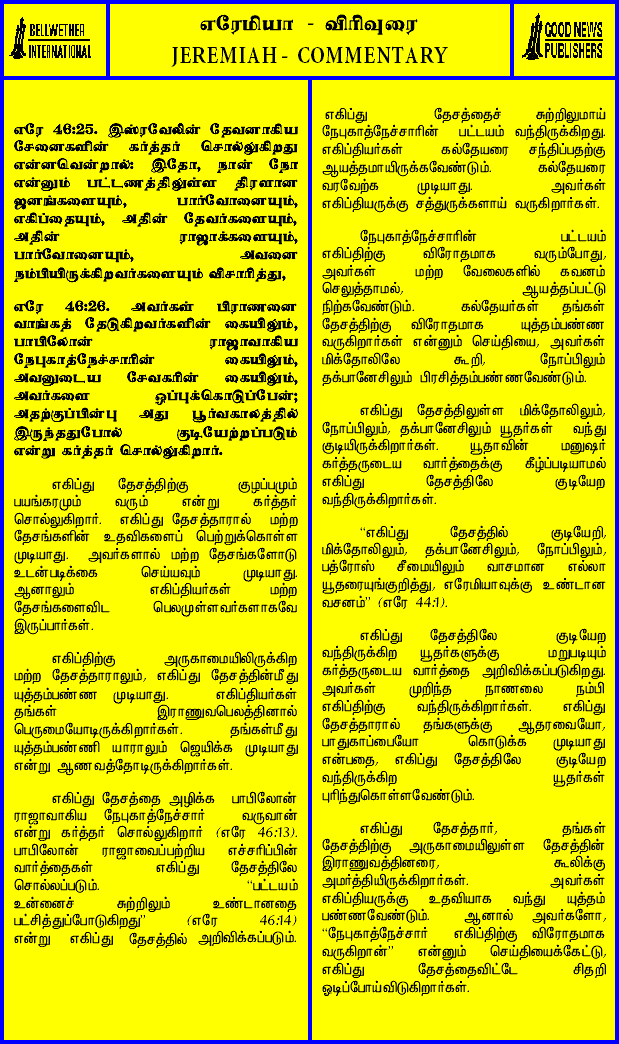 BELLWETHER
INTERNATIONAL
எரேமியா - விரிவுரை
JEREMIAH - COMMENTARY
GOOD NEWS
PUBLISHERS
எரே 46:25. இஸ்ரவேலின் தேவனாகிய
சேனைகளின் கர்த்தர் சொல்லுகிறது
என்னவென்றால்: இதோ, நான் நோ
என்னும் பட்டணத்திலுள்ள திரளான
ஜனங்களையும், பார்வோனையும்,
எகிப்தையும், அதின் தேவர்களையும்,
அதின் ராஜாக்களையும்,
பார்வோனையும், அவனை
நம்பியிருக்கிறவர்களையும் விசாரித்து,
எரே 46:26. அவர்கள் பிராணனை
வாங்கத் தேடுகிறவர்களின் கையிலும்,
பாபிலோன் ராஜாவாகிய
நேபுகாத்நேச்சாரின் கையிலும்,
அவனுடைய சேவகரின் கையிலும்,
அவர்களை ஒப்புக்கொடுப்பேன்;
அதற்குப்பின்பு அது பூர்வகாலத்தில்
இருந்ததுபோல் குடியேற்றப்படும்
என்று கர்த்தர் சொல்லுகிறார்.
எகிப்து தேசத்திற்கு குழப்பமும்
பயங்கரமும் வரும் என்று கர்த்தர்
சொல்லுகிறார். எகிப்து தேசத்தாரால் மற்ற
தேசங்களின் உதவிகளைப் பெற்றுக்கொள்ள
முடியாது. அவர்களால் மற்ற தேசங்களோடு
உடன்படிக்கை செய்யவும் முடியாது.
ஆனாலும் எகிப்தியர்கள் மற்ற
தேசங்களைவிட பெலமுள்ளவர்களாகவே
இருப்பார்கள்.
எகிப்திற்கு அருகாமையிலிருக்கிற
மற்ற தேசத்தாராலும், எகிப்து தேசத்தின்மீது
யுத்தம்பண்ண முடியாது. எகிப்தியர்கள்
தங்கள் இராணுவபெலத்தினால்
பெருமையோடிருக்கிறார்கள். தங்கள்மீது
யுத்தம்பண்ணி யாராலும் ஜெயிக்க முடியாது
என்று ஆணவத்தோடிருக்கிறார்கள்.
எகிப்து தேசத்தை அழிக்க பாபிலோன்
ராஜாவாகிய நேபுகாத்நேச்சார் வருவான்
என்று கர்த்தர் சொல்லுகிறார் (எரே 46:13).
பாபிலோன் ராஜாவைப்பற்றிய எச்சரிப்பின்
வார்த்தைகள் எகிப்து தேசத்திலே
சொல்லப்படும். "பட்டயம்
உன்னைச் சுற்றிலும் உண்டானதை
பட்சித்துப்போடுகிறது" (எரே 46:14)
என்று எகிப்து தேசத்தில் அறிவிக்கப்படும்.
எகிப்து தேசத்தைச் சுற்றிலுமாய்
நேபுகாத்நேச்சாரின் பட்டயம் வந்திருக்கிறது.
எகிப்தியர்கள் கல்தேயரை சந்திப்பதற்கு
ஆயத்தமாயிருக்கவேண்டும். கல்தேயரை
வரவேற்க முடியாது. அவர்கள்
எகிப்தியருக்கு சத்துருக்களாய் வருகிறார்கள்.
நேபுகாத்நேச்சாரின் பட்டயம்
எகிப்திற்கு விரோதமாக வரும்போது,
அவர்கள் மற்ற வேலைகளில் கவனம்
செலுத்தாமல், ஆயத்தப்பட்டு
நிற்கவேண்டும். கல்தேயர்கள் தங்கள்
தேசத்திற்கு விரோதமாக யுத்தம்பண்ண
வருகிறார்கள் என்னும் செய்தியை, அவர்கள்
மிக்தோலிலே கூறி, நோப்பிலும்
தக்பானேசிலும் பிரசித்தம்பண்ணவேண்டும்.
எகிப்து தேசத்திலுள்ள மிக்தோலிலும்,
நோப்பிலும், தக்பானேசிலும் யூதர்கள் வந்து
குடியிருக்கிறார்கள். யூதாவின் மனுஷர்
கர்த்தருடைய வார்த்தைக்கு கீழ்ப்படியாமல்
எகிப்து தேசத்திலே குடியேற
வந்திருக்கிறார்கள்.
"எகிப்து தேசத்தில் குடியேறி,
மிக்தோலிலும், தக்பானேசிலும், நோப்பிலும்,
பத்ரோஸ் சீமையிலும் வாசமான எல்லா
யூதரையுங்குறித்து, எரேமியாவுக்கு உண்டான
வசனம்" (எரே 44:1).
எகிப்து தேசத்திலே குடியேற
வந்திருக்கிற யூதர்களுக்கு மறுபடியும்
கர்த்தருடைய வார்த்தை அறிவிக்கப்படுகிறது.
அவர்கள் முறிந்த நாணலை நம்பி
எகிப்திற்கு வந்திருக்கிறார்கள். எகிப்து
தேசத்தாரால் தங்களுக்கு ஆதரவையோ,
பாதுகாப்பையோ கொடுக்க முடியாது
என்பதை, எகிப்து தேசத்திலே குடியேற
வந்திருக்கிற யூதர்கள்
புரிந்துகொள்ளவேண்டும்.
எகிப்து தேசத்தார், தங்கள்
தேசத்திற்கு அருகாமையிலுள்ள தேசத்தின்
இராணுவத்தினரை, கூலிக்கு
அமர்த்தியிருக்கிறார்கள். அவர்கள்
எகிப்தியருக்கு உதவியாக வந்து யுத்தம்
பண்ணவேண்டும். ஆனால் அவர்களோ,
"நேபுகாத்நேச்சார் எகிப்திற்கு விரோதமாக
வருகிறான்" என்னும் செய்தியைக்கேட்டு,
எகிப்து தேசத்தைவிட்டே சிதறி
ஓடிப்போய்விடுகிறார்கள்.